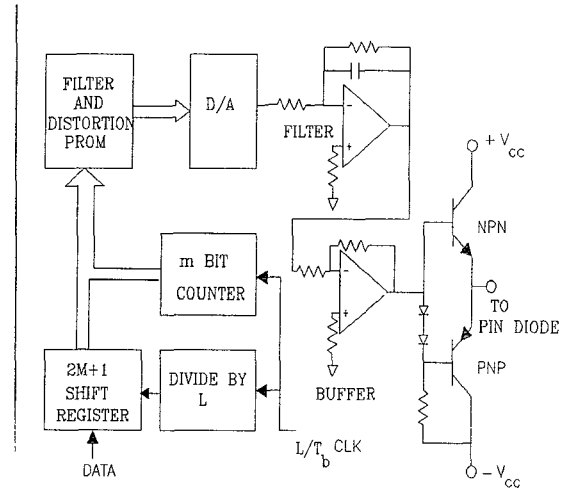 FILTER
AND
DISTORTION
PROM
D/A
FILTER
-
+
+ Vcc
NPN
m BIT
COUNTER
-
+
TO
PIN DIODE
2M+1
SHIFT
REGISTER
DIVIDE BY
L
BUFFER
PNP
L/Tb CLK
DATA
- Vcc